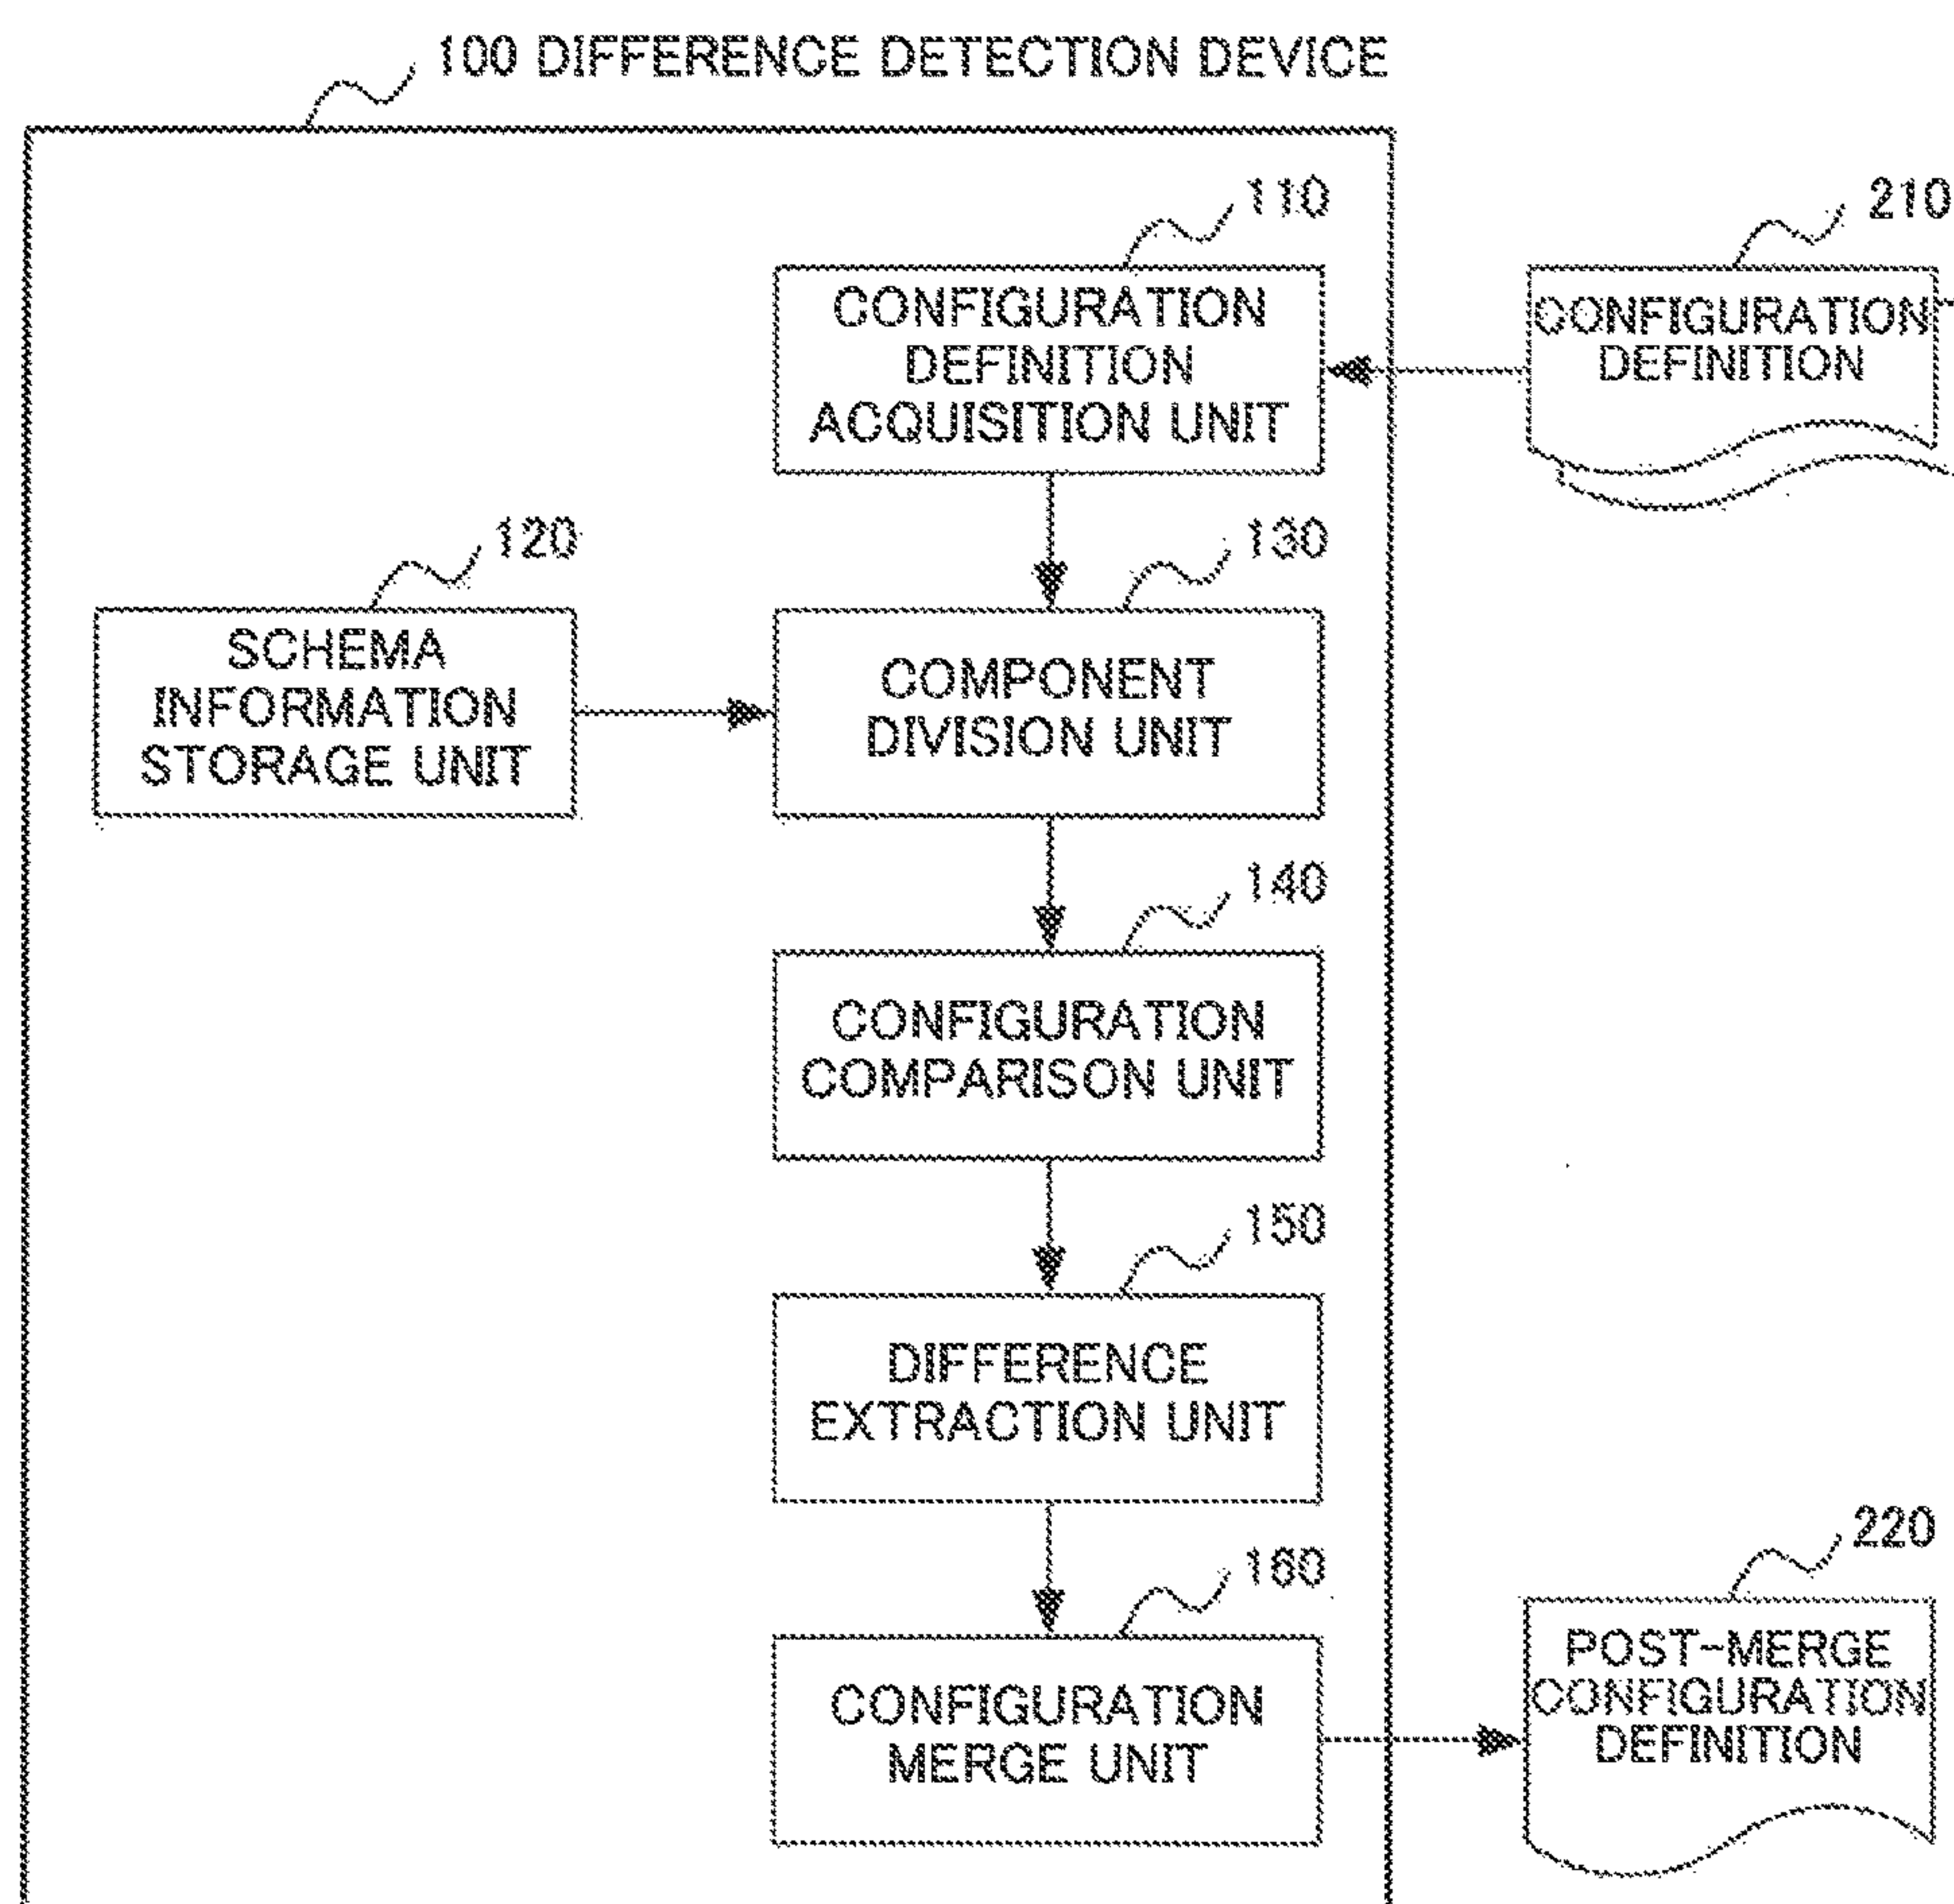 100 DIFFERENCE DETECTION DEVICE
110
210
CONFIGURATION
DEFINITION
ACQUISITION UNIT
CONFIGURATION
DEFINITION
120
130
SCHEMA
INFORMATION
STORAGE UNIT
COMPONENT
DIVISION UNIT
140
CONFIGURATION
COMPARISON UNIT
150
DIFFERENCE
EXTRACTION UNIT
160
220
CONFIGURATION
MERGE UNIT
POST-MERGE
CONFIGURATION
DEFINITION